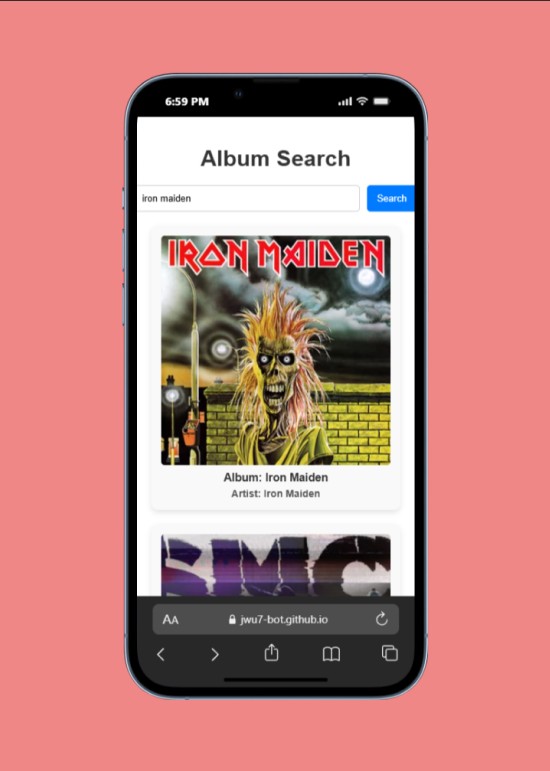 6:59 PM
Album Search
iron maiden
Search
IRON MAIDEN
Album: Iron Maiden
Artist: Iron Maiden
AA
jwu7-bot.github.io